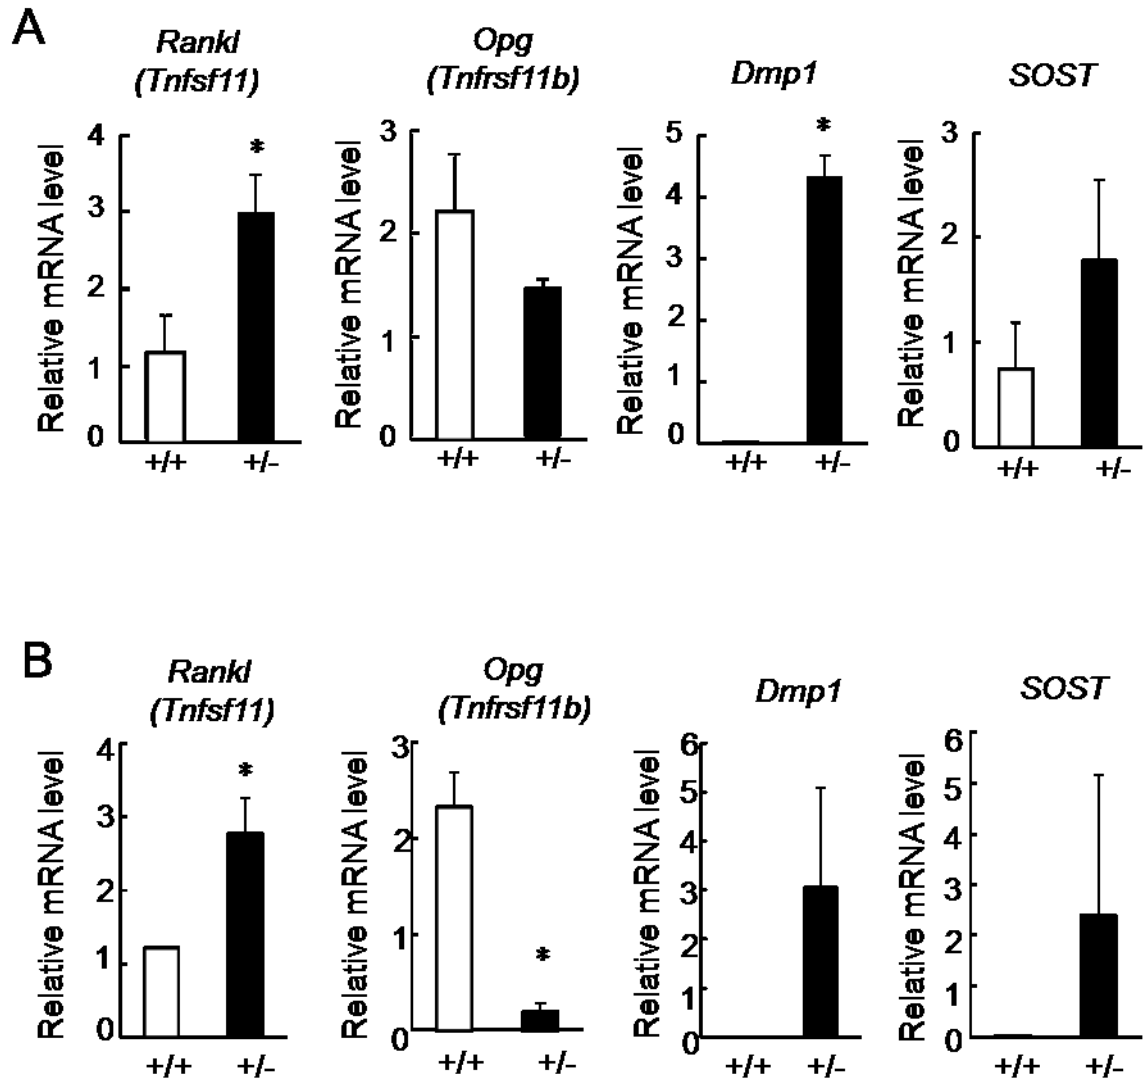 A
Rankl
(Tnfsf11)
Opg
(Tnfrsf11b)
Dmp1
SOST
Relative mRNA level
4
3
2
1
0
*
+/+
+/-
Relative mRNA level
3
2
1
0
+/+
+/-
Relative mRNA level
5
4
3
2
1
0
*
+/+
+/-
Relative mRNA level
3
2
1
0
+/+
+/-
B
Rankl
(Tnfsf11)
Opg
(Tnfrsf11b)
Dmp1
SOST
Relative mRNA level
4
3
2
1
0
*
+/+
+/-
Relative mRNA level
3
2
1
0
*
+/+
+/-
Relative mRNA level
6
5
4
3
2
1
0
+/+
+/-
Relative mRNA level
6
5
4
3
2
1
0
+/+
+/-